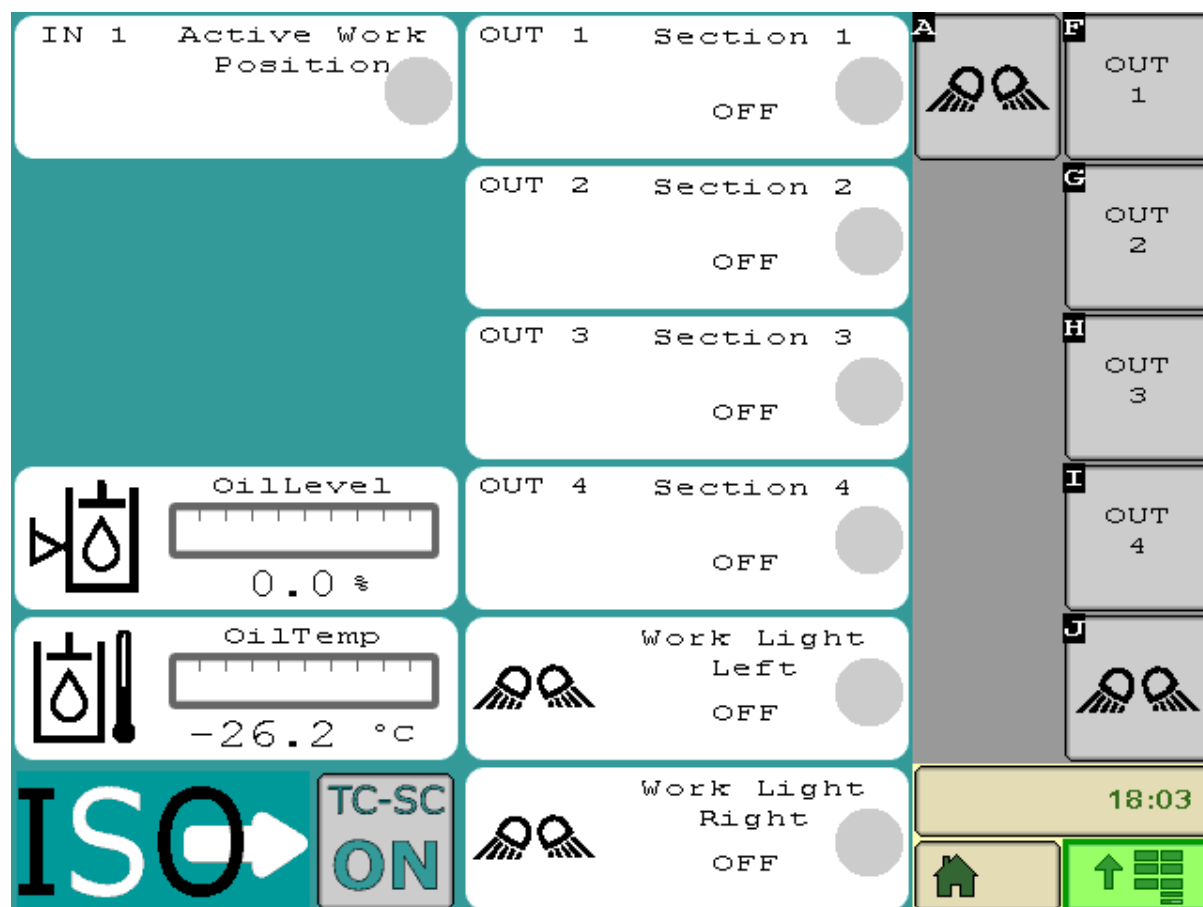 IN 1 Active Work
Position
OUT 1 Section 1
OFF
A
F
OUT
1
OUT 2 Section 2
OFF
G
OUT
2
OUT 3 Section 3
OFF
H
OUT
3
OilLevel
0.0 %
OUT 4 Section 4
OFF
I
OUT
4
OilTemp
-26.2 °C
Work Light
Left
OFF
J
ISO
TC-SC
ON
Work Light
Right
OFF
18:03